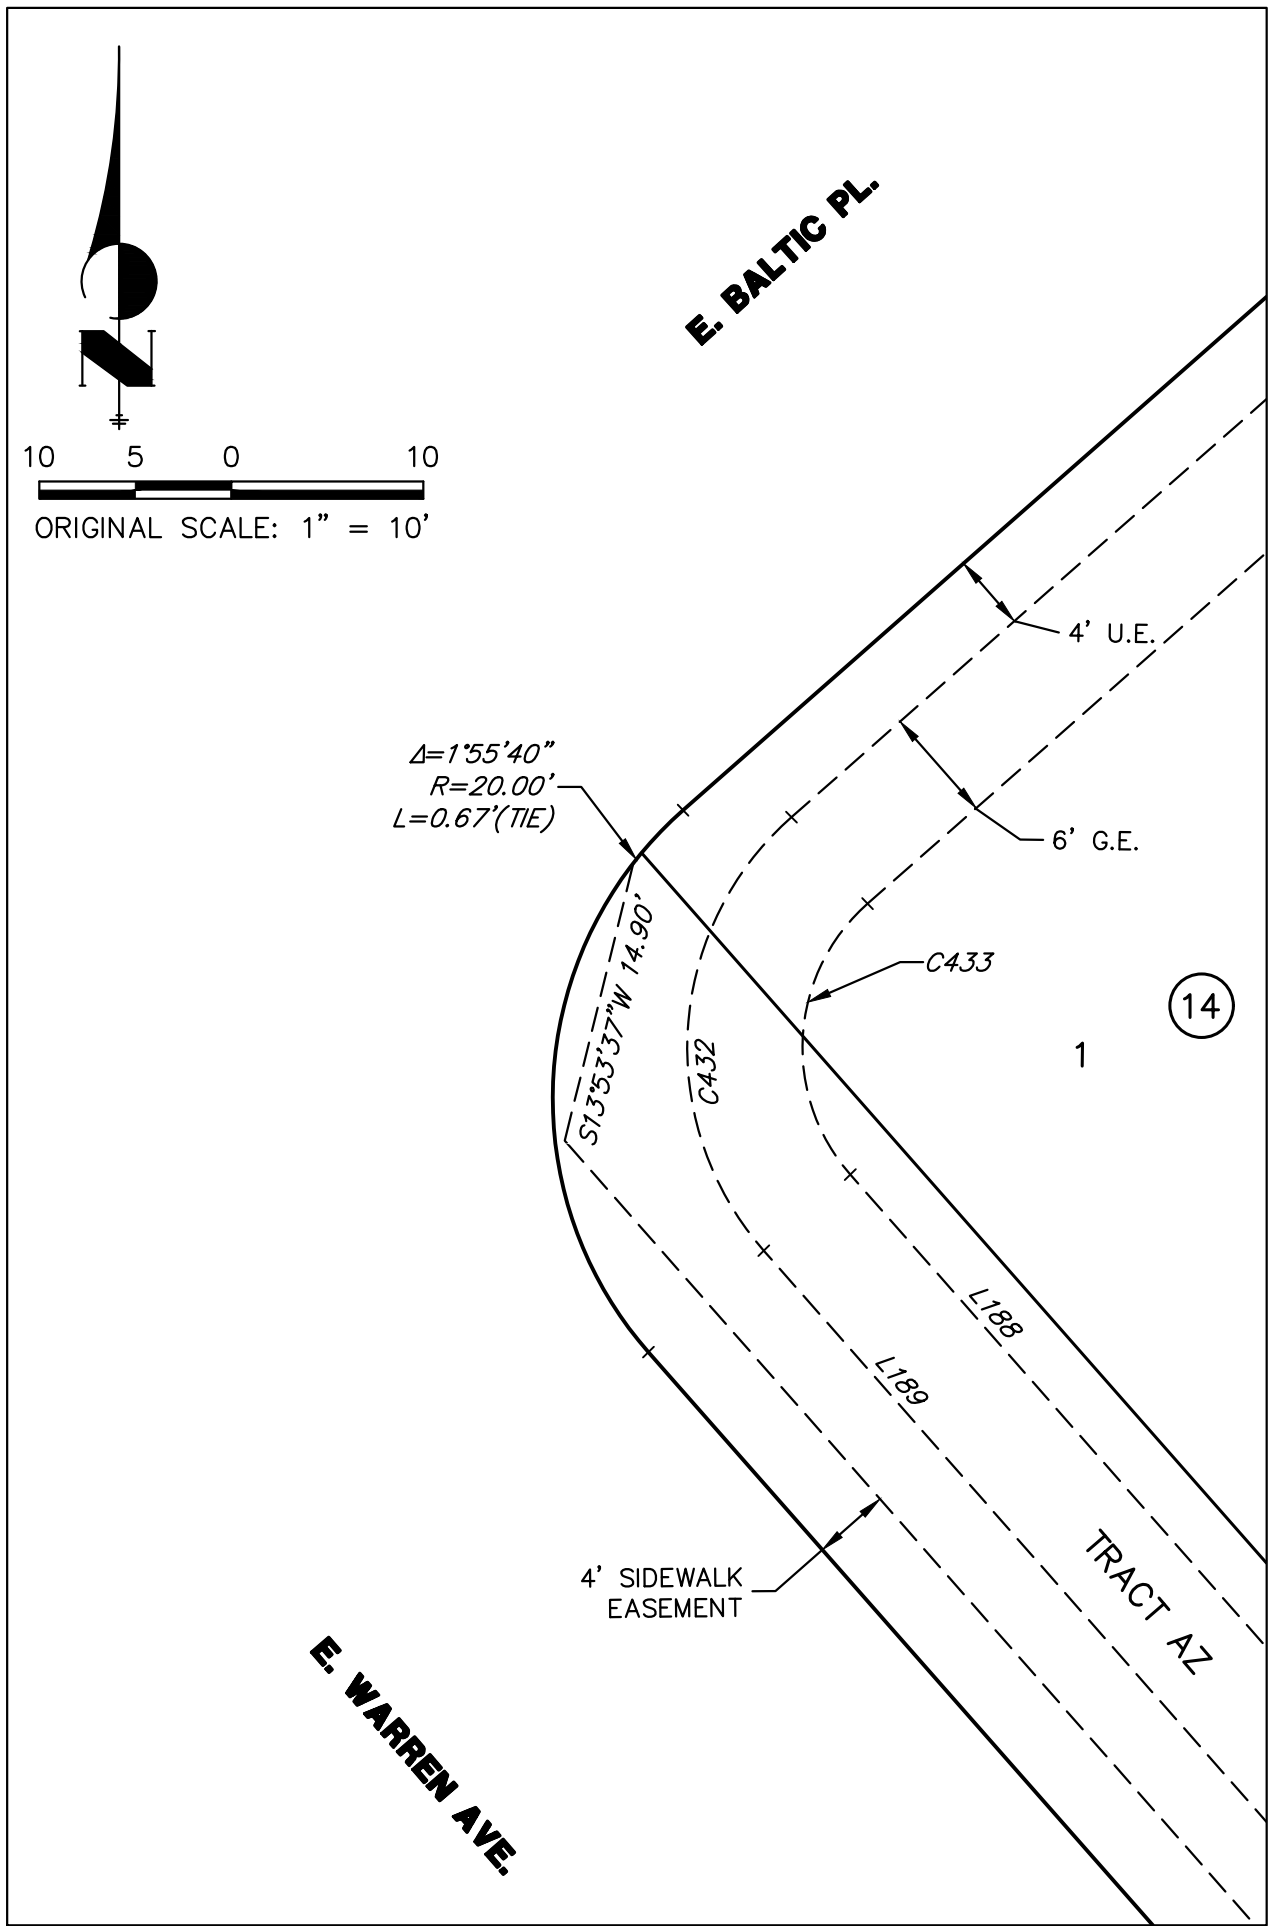 E. BALTIC PL.
N
10 5 0 10
ORIGINAL SCALE: 1" = 10'
4' U.E.
Δ=1°55'40"
R=20.00'
L=0.67'(TIE)
6' G.E.
S13°53'37"W 14.90'
C433
14
C432
1
L188
L189
4' SIDEWALK
EASEMENT
TRACT AZ
E. WARREN AVE.